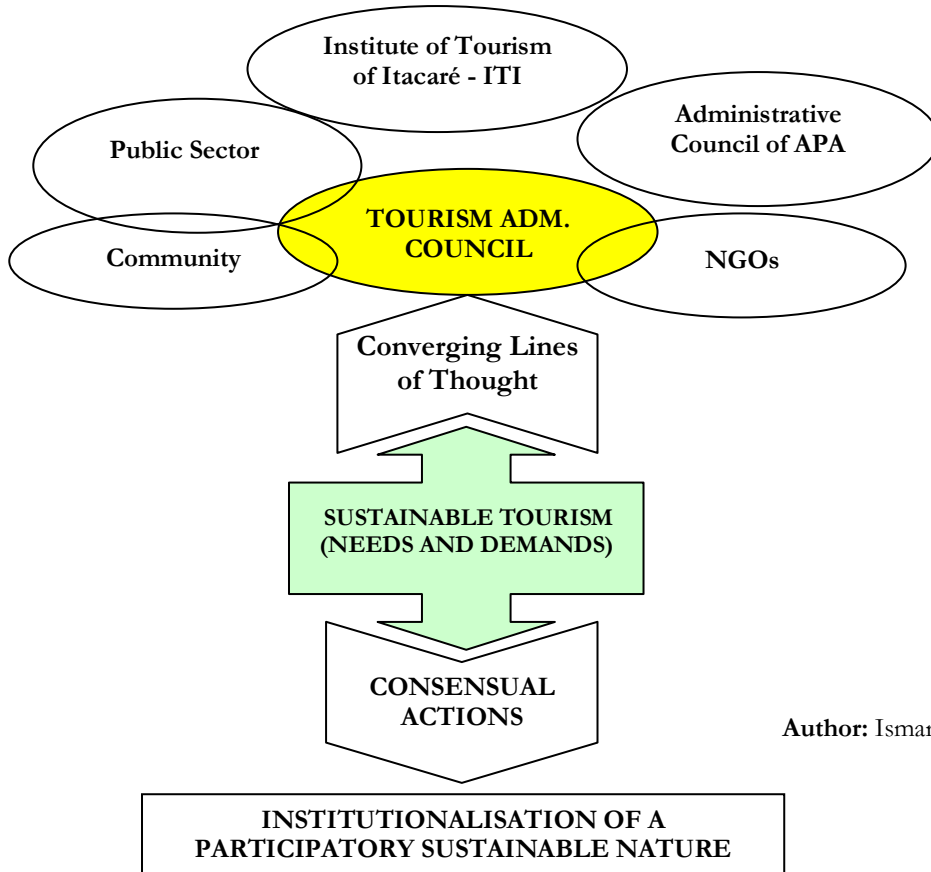 Institute of Tourism
of Itacaré - ITI
Administrative
Council of APA
Public Sector
TOURISM ADM.
COUNCIL
Community
NGOs
Converging Lines
of Thought
SUSTAINABLE TOURISM
(NEEDS AND DEMANDS)
CONSENSUAL
ACTIONS
Author: Ismar
INSTITUTIONALISATION OF A
PARTICIPATORY SUSTAINABLE NATURE